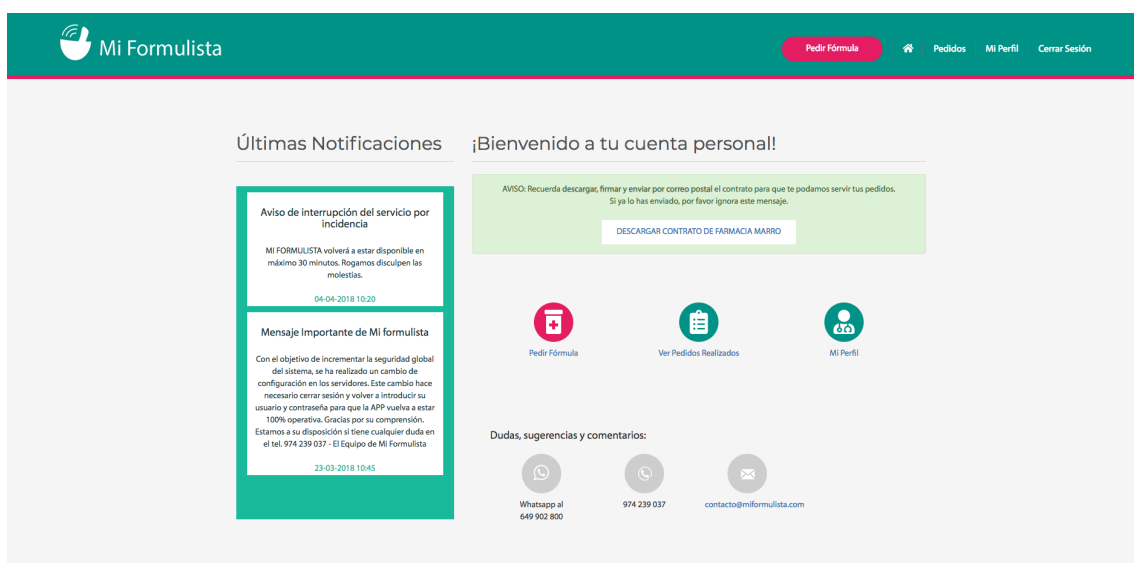 Mi Formulista
Pedir Fórmula
Pedidos
Mi Perfil
Cerrar Sesión
Últimas Notificaciones
Aviso de interrupción del servicio por
incidencia
MI FORMULISTA volverá a estar disponible en
máximo 30 minutos. Rogamos disculpen las
molestias.
04-04-2018 10:20
Mensaje Importante de Mi formulista
Con el objetivo de incrementar la seguridad global
del sistema, se ha realizado un cambio de
configuración en los servidores. Este cambio hace
necesario cerrar sesión y volver a introducir su
usuario y contraseña para que la APP vuelva a estar
100% operativa. Gracias por su comprensión.
Estamos a su disposición si tiene cualquier duda en
el tel. 974 239 037 - El Equipo de Mi Formulista
23-03-2018 10:45
¡Bienvenido a tu cuenta personal!
AVISO: Recuerda descargar, firmar y enviar por correo postal el contrato para que te podamos servir tus pedidos.
Si ya lo has enviado, por favor ignora este mensaje.
DESCARGAR CONTRATO DE FARMACIA MARRO
Pedir Fórmula
Ver Pedidos Realizados
Mi Perfil
Dudas, sugerencias y comentarios:
Whatsapp al
649 902 800
974 239 037
contacto@miformulista.com